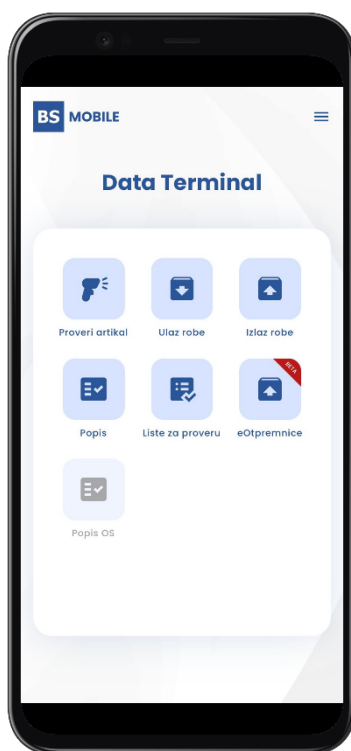 BS MOBILE
Data Terminal
Proveri artikal
Ulaz robe
Izlaz robe
Popis
Liste za proveru
BETA
eOtpremnice
Popis OS